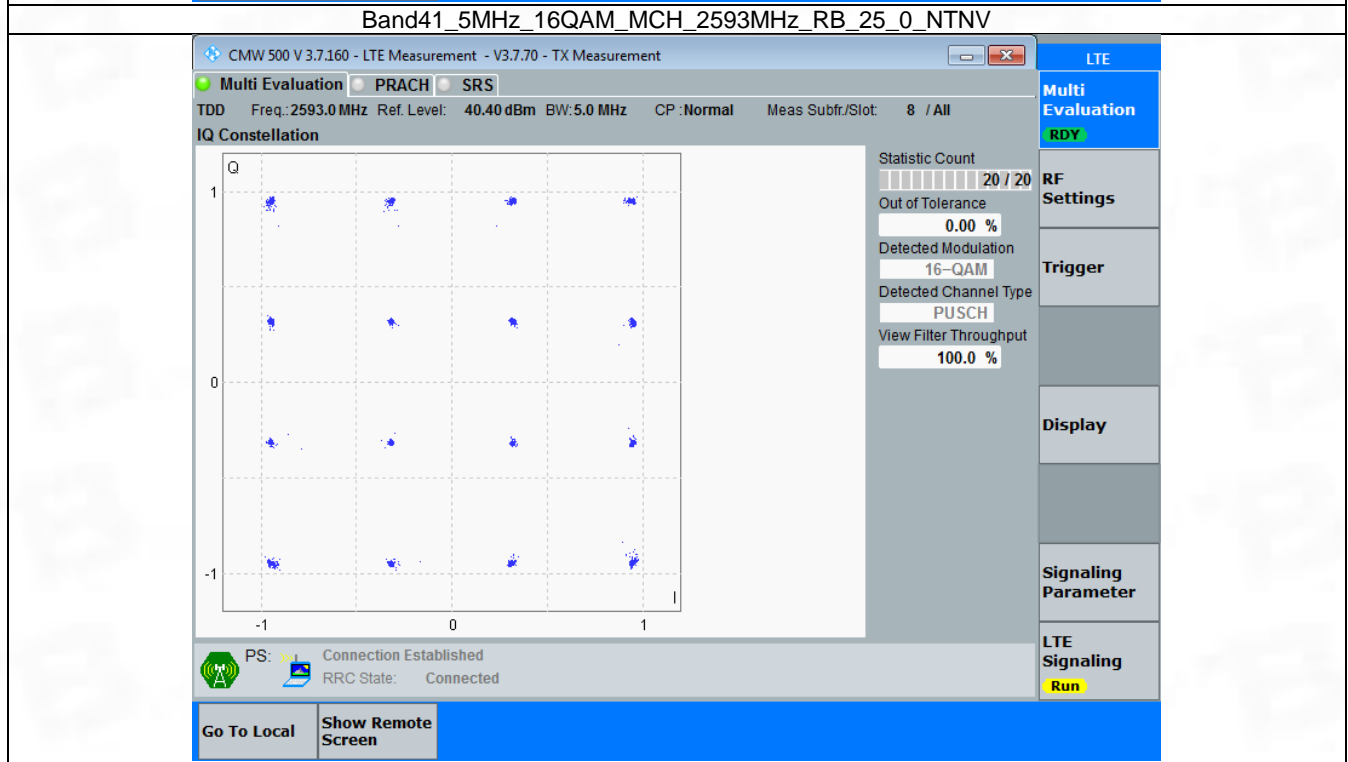 Band41_5MHz_16QAM_MCH_2593MHz_RB_25_0_NTNV
CMW 500 V 3.7.160 - LTE Measurement - V3.7.70 - TX Measurement
LTE
Multi Evaluation PRACH SRS
TDD Freq.: 2593.0 MHz Ref. Level: 40.40 dBm BW: 5.0 MHz CP : Normal Meas Subfr./Slot: 8 / All
IQ Constellation
Q
1
0
-1
-1 0 1
I
Statistic Count
20 / 20
Out of Tolerance
0.00 %
Detected Modulation
16-QAM
Detected Channel Type
PUSCH
View Filter Throughput
100.0 %
Multi
Evaluation
RDY
RF
Settings
Trigger
Display
Signaling
Parameter
LTE
Signaling
Run
PS: Connection Established
RRC State: Connected
Go To Local
Show Remote
Screen